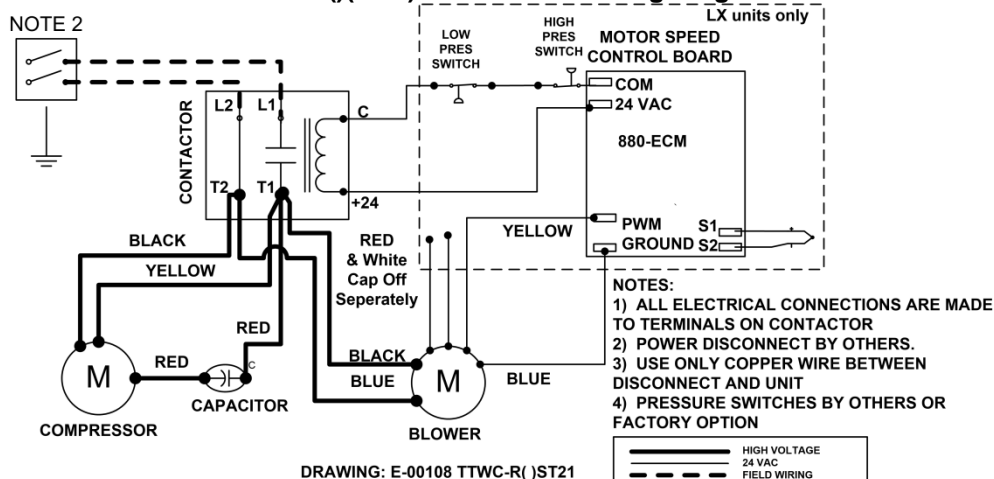 LX units only
NOTE 2
LOW
PRES
SWITCH
HIGH
PRES
SWITCH
MOTOR SPEED
CONTROL BOARD
COM
24 VAC
880-ECM
L2
L1
C
CONTACTOR
T2
T1
+24
PWM
GROUND
S1
S2
+
-
YELLOW
BLACK
YELLOW
RED
& White
Cap Off
Seperately
RED
RED
C
M
CAPACITOR
COMPRESSOR
BLACK
BLUE
M
BLUE
BLOWER
NOTES:
1) ALL ELECTRICAL CONNECTIONS ARE MADE
TO TERMINALS ON CONTACTOR
2) POWER DISCONNECT BY OTHERS.
3) USE ONLY COPPER WIRE BETWEEN
DISCONNECT AND UNIT
4) PRESSURE SWITCHES BY OTHERS OR
FACTORY OPTION
HIGH VOLTAGE
24 VAC
FIELD WIRING
DRAWING: E-00108 TTWC-R( )ST21